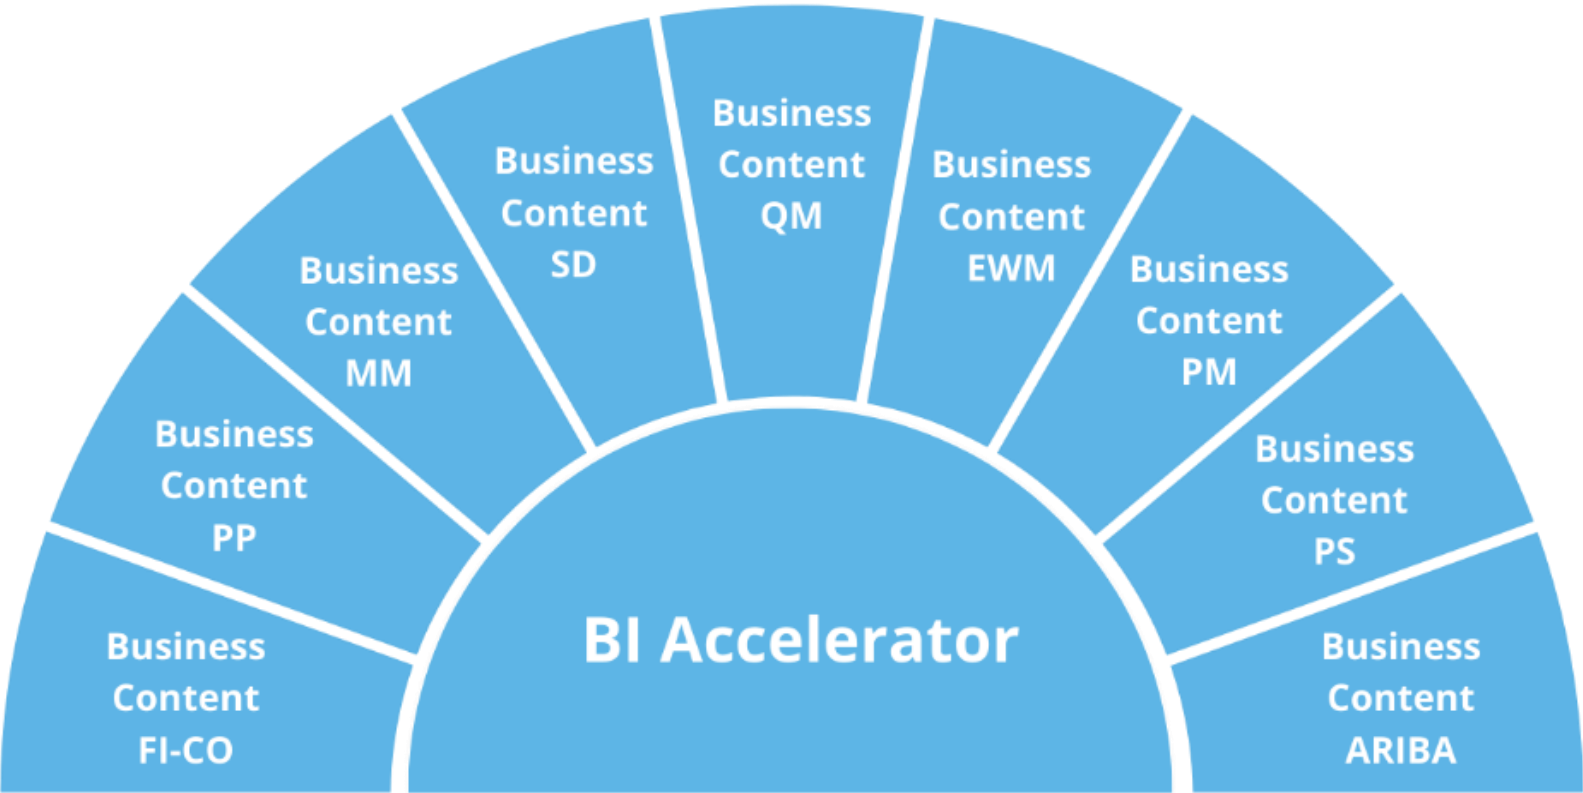 Business
Content
FI-CO
Business
Content
PP
Business
Content
MM
Business
Content
SD
Business
Content
QM
Business
Content
EWM
Business
Content
PM
Business
Content
PS
Business
Content
ARIBA
BI Accelerator